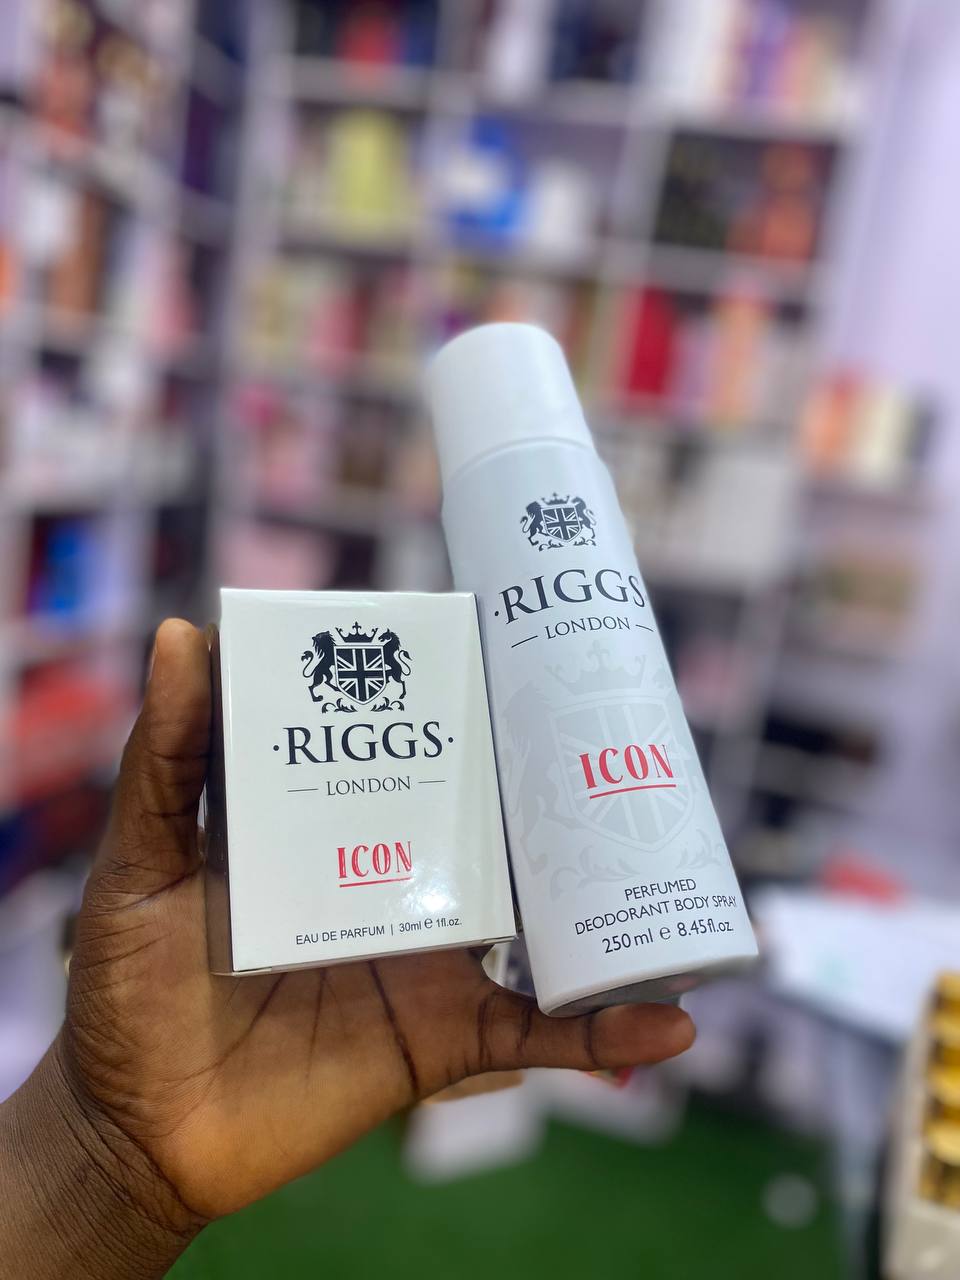 ·RIGGS·
— LONDON —
ICON
EAU DE PARFUM | 30ml ℮ 1fl.oz.
·RIGGS
— LONDON —
ICON
PERFUMED
DEODORANT BODY SPRAY
250ml ℮ 8.45fl.oz.